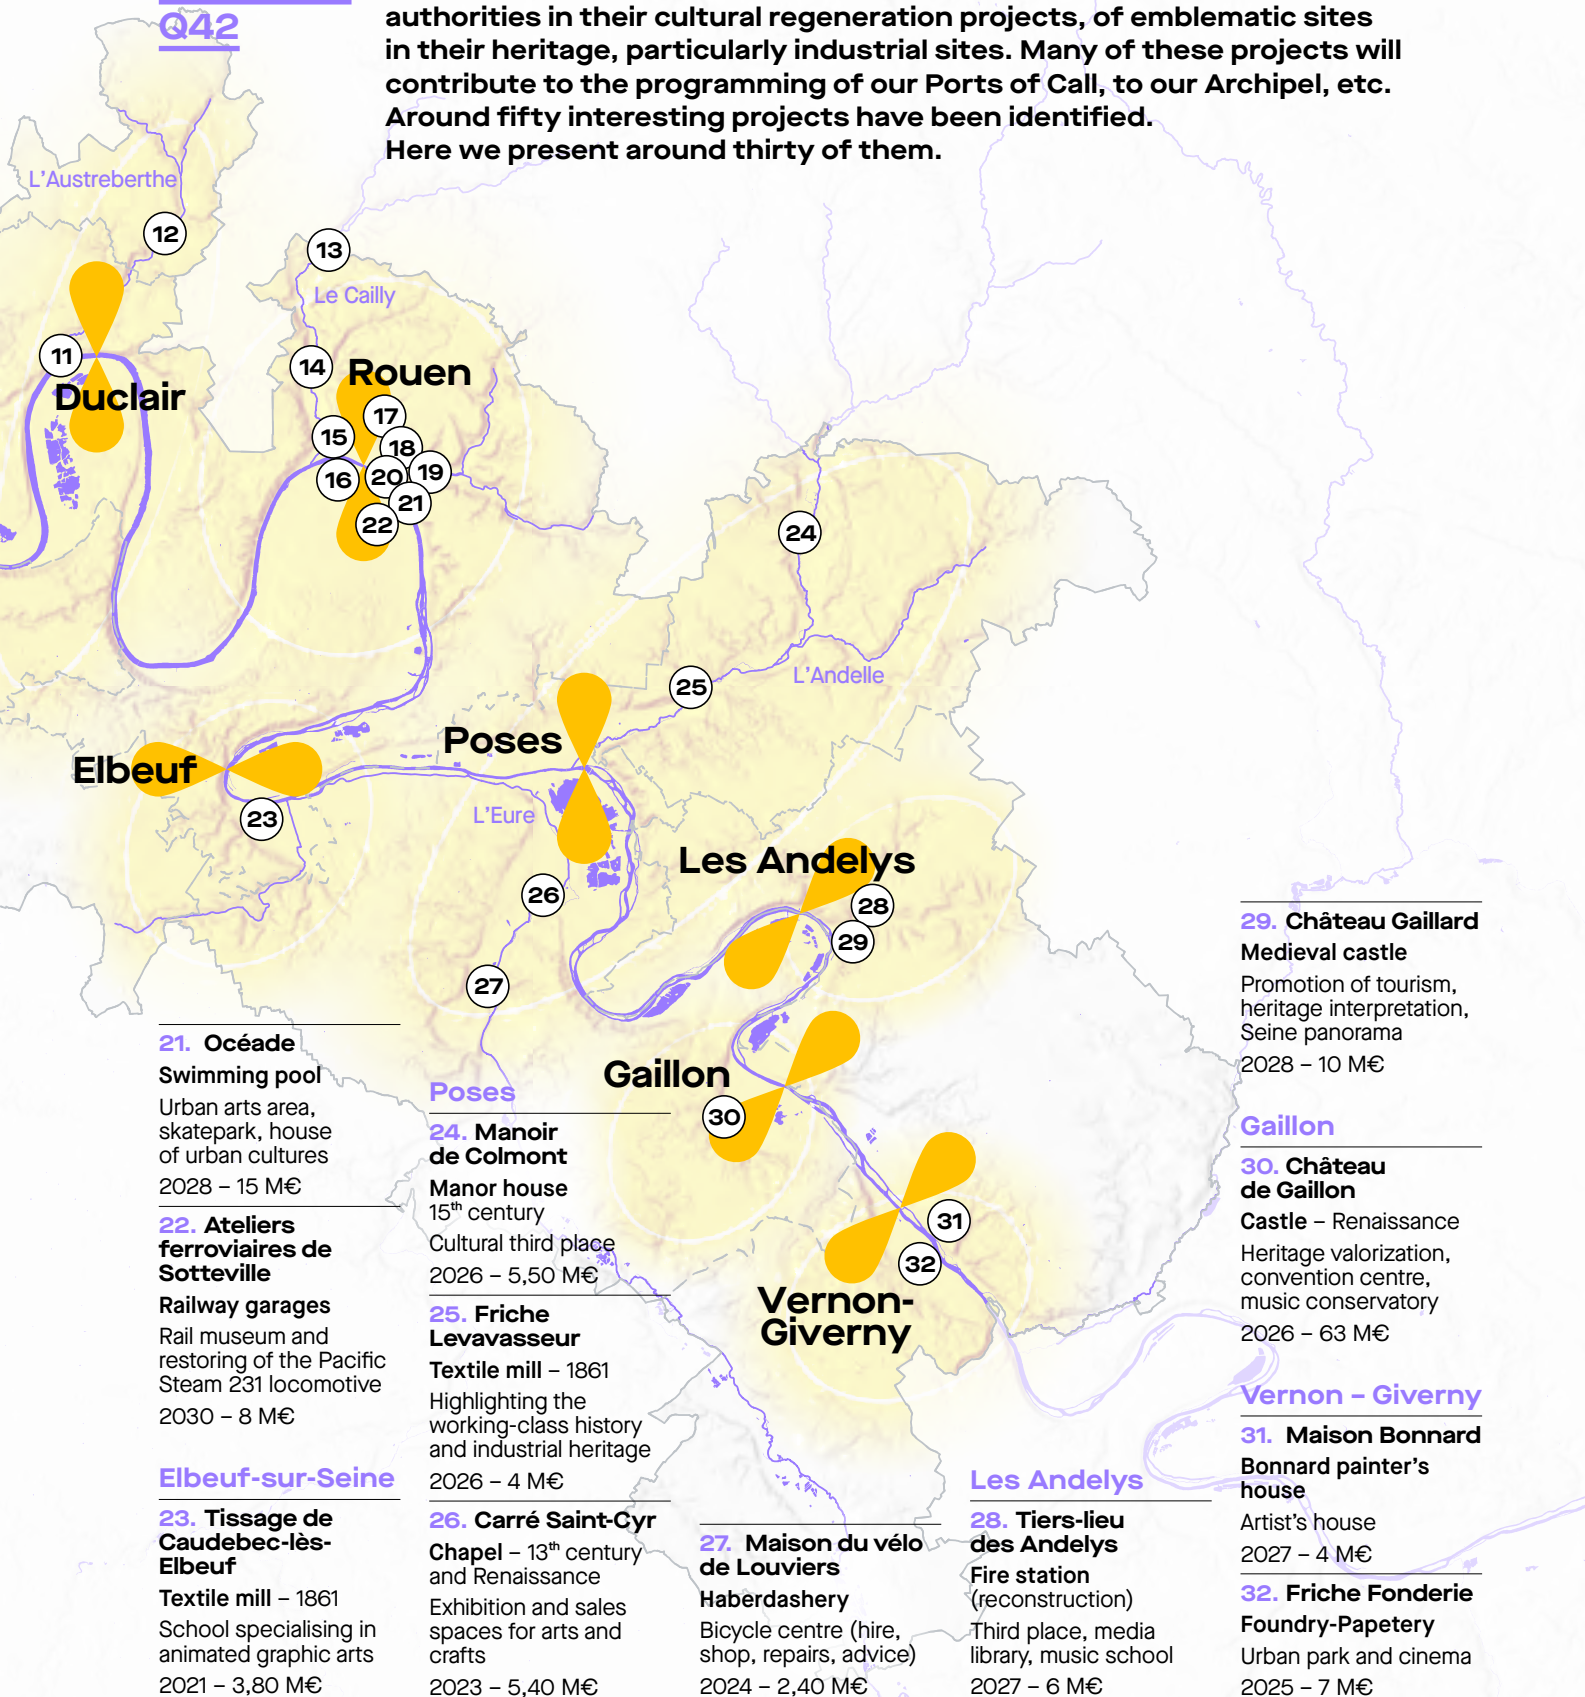 Q42
authorities in their cultural regeneration projects, of emblematic sites
in their heritage, particularly industrial sites. Many of these projects will
contribute to the programming of our Ports of Call, to our Archipel, etc.
Around fifty interesting projects have been identified.
Here we present around thirty of them.
L'Austreberthe
12
13
Le Cailly
11
Duclair
14
Rouen
17
15
18
16
20
19
21
22
24
L'Andelle
25
Poses
Elbeuf
23
L'Eure
Les Andelys
26
28
29
27
Gaillon
30
31
32
Vernon-
Giverny
21. Océade
Swimming pool
Urban arts area,
skatepark, house
of urban cultures
2028 – 15 M€
22. Ateliers
ferroviaires de
Sotteville
Railway garages
Rail museum and
restoring of the Pacific
Steam 231 locomotive
2030 – 8 M€
Elbeuf-sur-Seine
23. Tissage de
Caudebec-lès-
Elbeuf
Textile mill – 1861
School specialising in
animated graphic arts
2021 – 3,80 M€
Poses
24. Manoir
de Colmont
Manor house
15th century
Cultural third place
2026 – 5,50 M€
25. Friche
Levavasseur
Textile mill – 1861
Highlighting the
working-class history
and industrial heritage
2026 – 4 M€
26. Carré Saint-Cyr
Chapel – 13th century
and Renaissance
Exhibition and sales
spaces for arts and
crafts
2023 – 5,40 M€
27. Maison du vélo
de Louviers
Haberdashery
Bicycle centre (hire,
shop, repairs, advice)
2024 – 2,40 M€
Les Andelys
28. Tiers-lieu
des Andelys
Fire station
(reconstruction)
Third place, media
library, music school
2027 – 6 M€
29. Château Gaillard
Medieval castle
Promotion of tourism,
heritage interpretation,
Seine panorama
2028 – 10 M€
Gaillon
30. Château
de Gaillon
Castle – Renaissance
Heritage valorization,
convention centre,
music conservatory
2026 – 63 M€
Vernon – Giverny
31. Maison Bonnard
Bonnard painter's
house
Artist's house
2027 – 4 M€
32. Friche Fonderie
Foundry-Papetery
Urban park and cinema
2025 – 7 M€